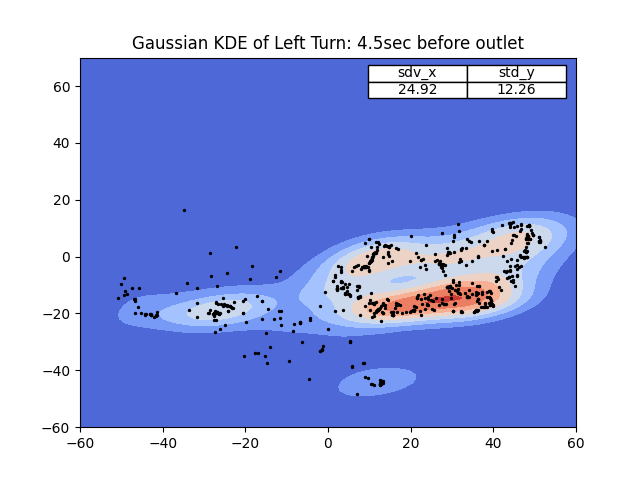 Gaussian KDE of Left Turn: 4.5sec before outlet
sdv_x std_y
24.92 12.26
60
40
20
0
−20
−40
−60
−60 −40 −20 0 20 40 60